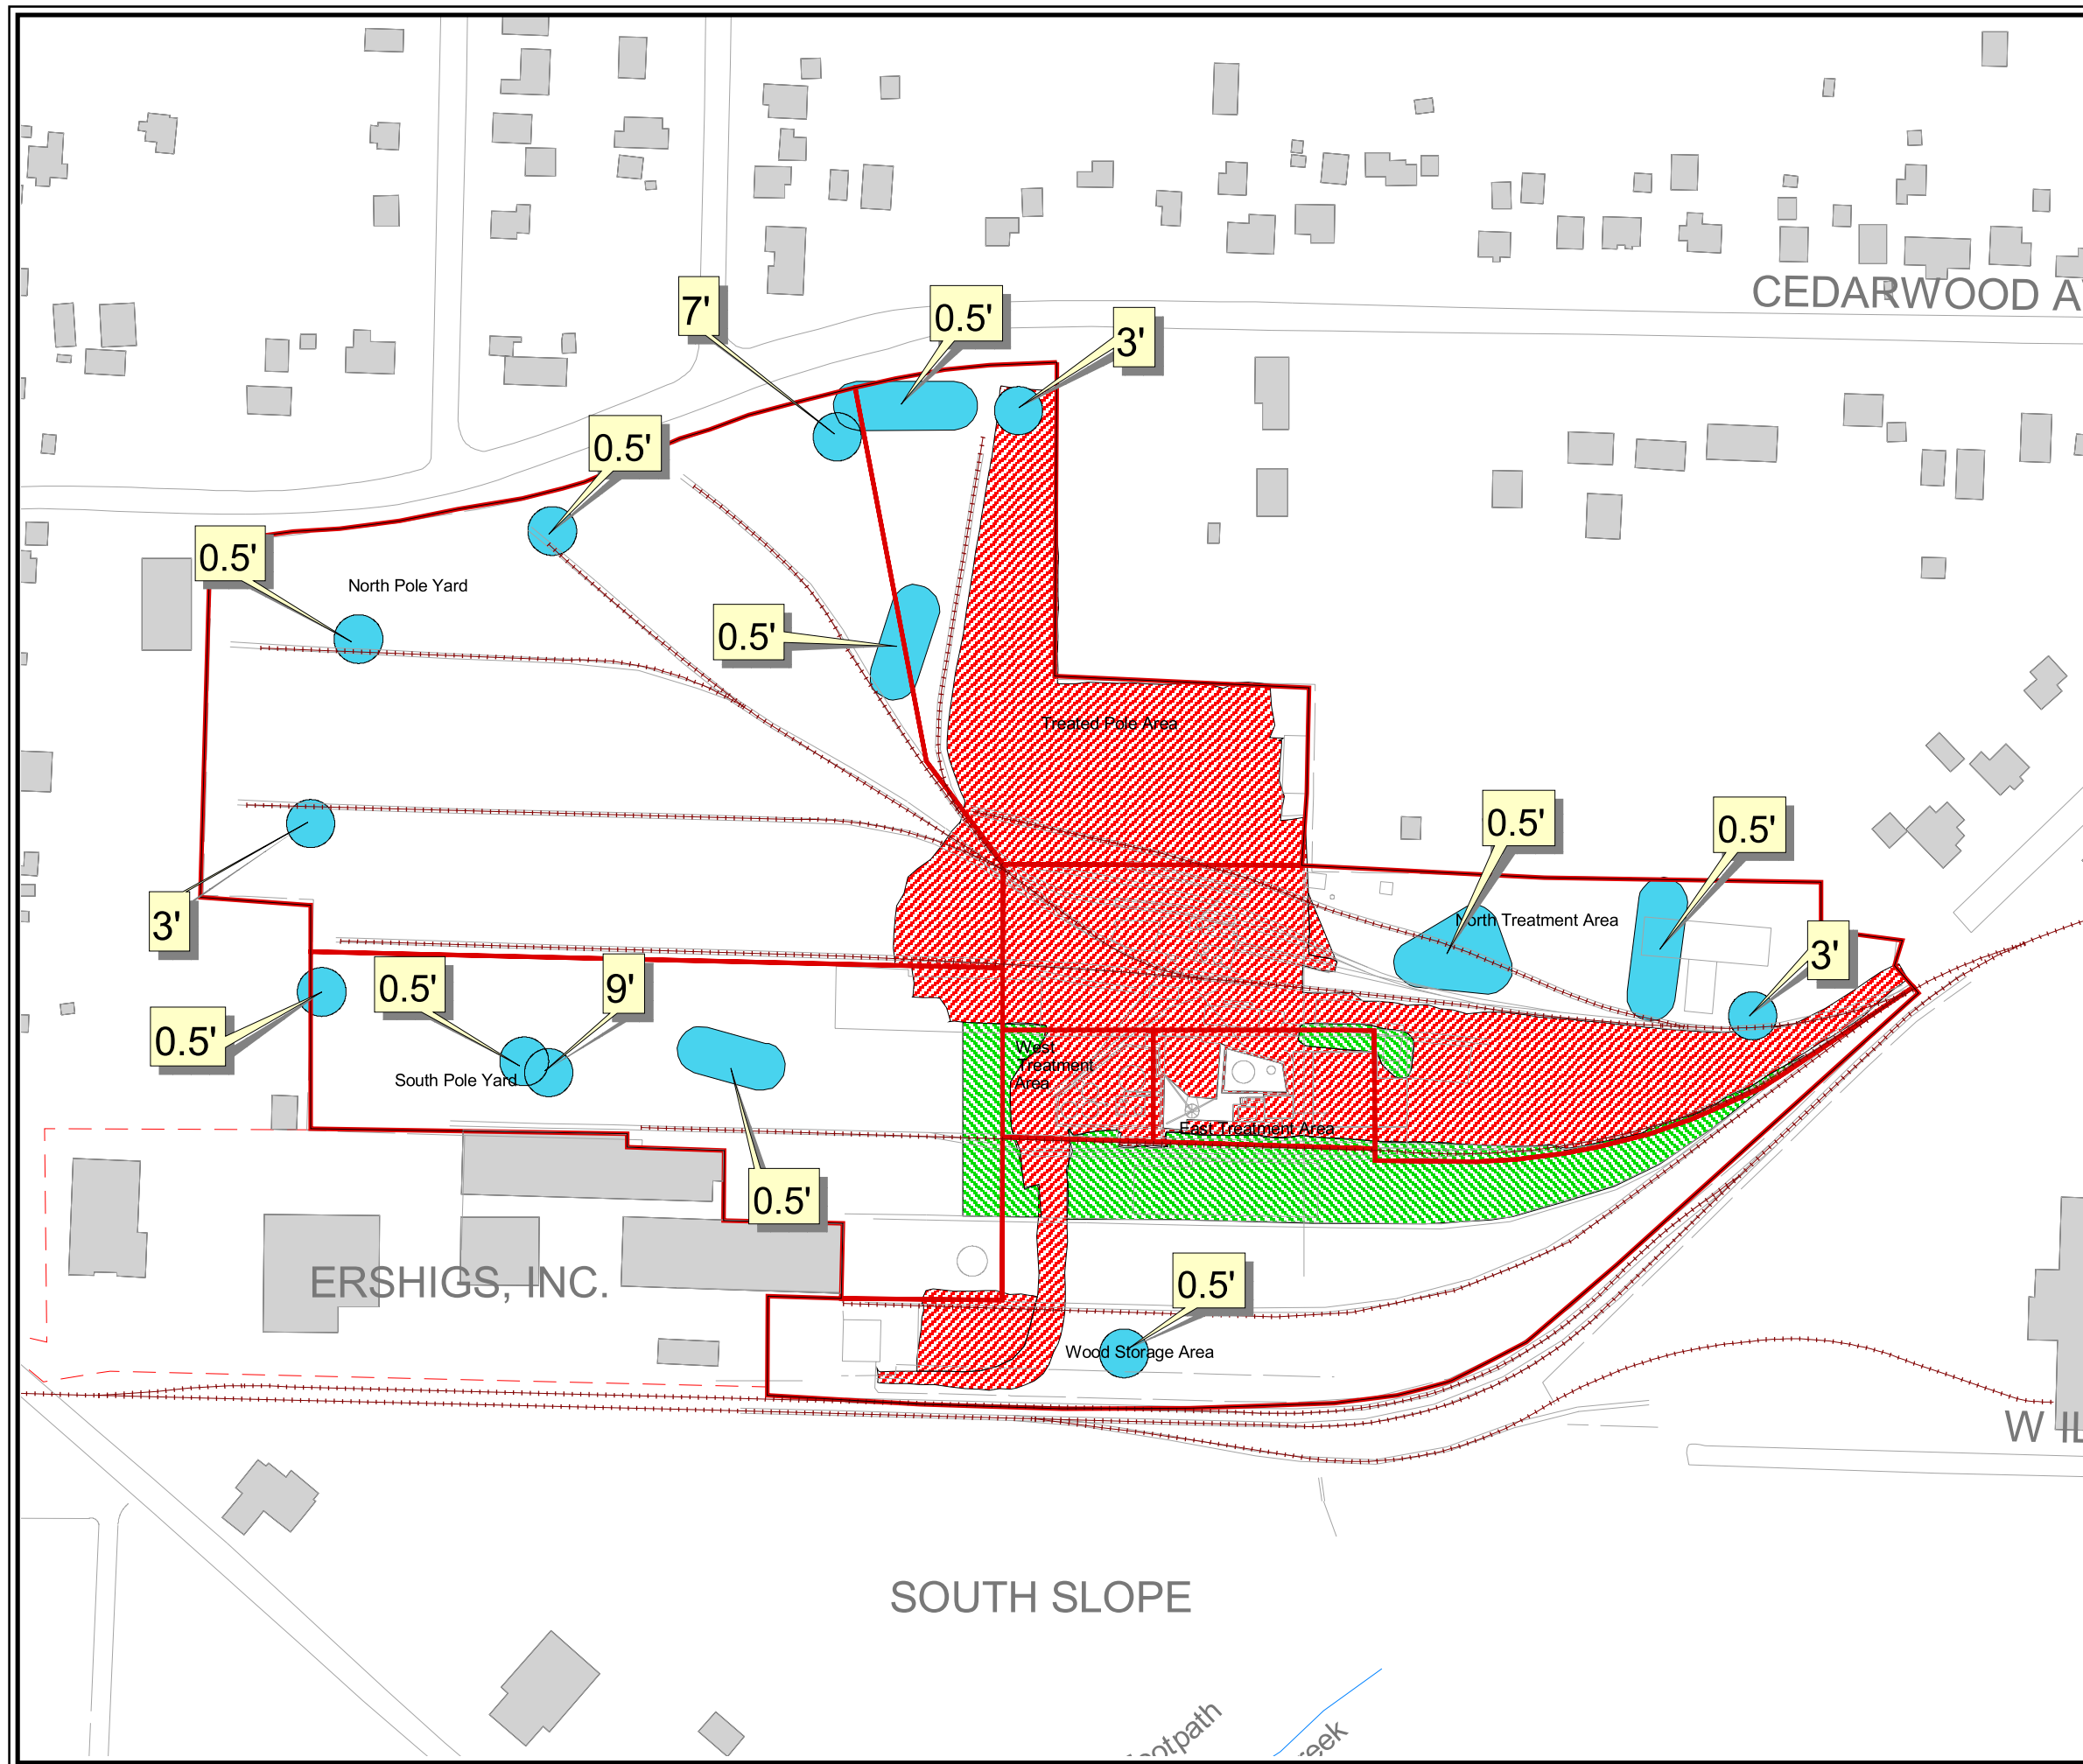 CEDARWOOD
7'
0.5'
3'
0.5'
0.5'
North Pole Yard
0.5'
Treated Pole Area
0.5'
0.5'
3'
North Treatment Area
3'
0.5'
0.5'
9'
South Pole Yard
West
Treatment
Area
East Treatment Area
0.5'
ERSHIGS, INC.
0.5'
Wood Storage Area
W
SOUTH SLOPE